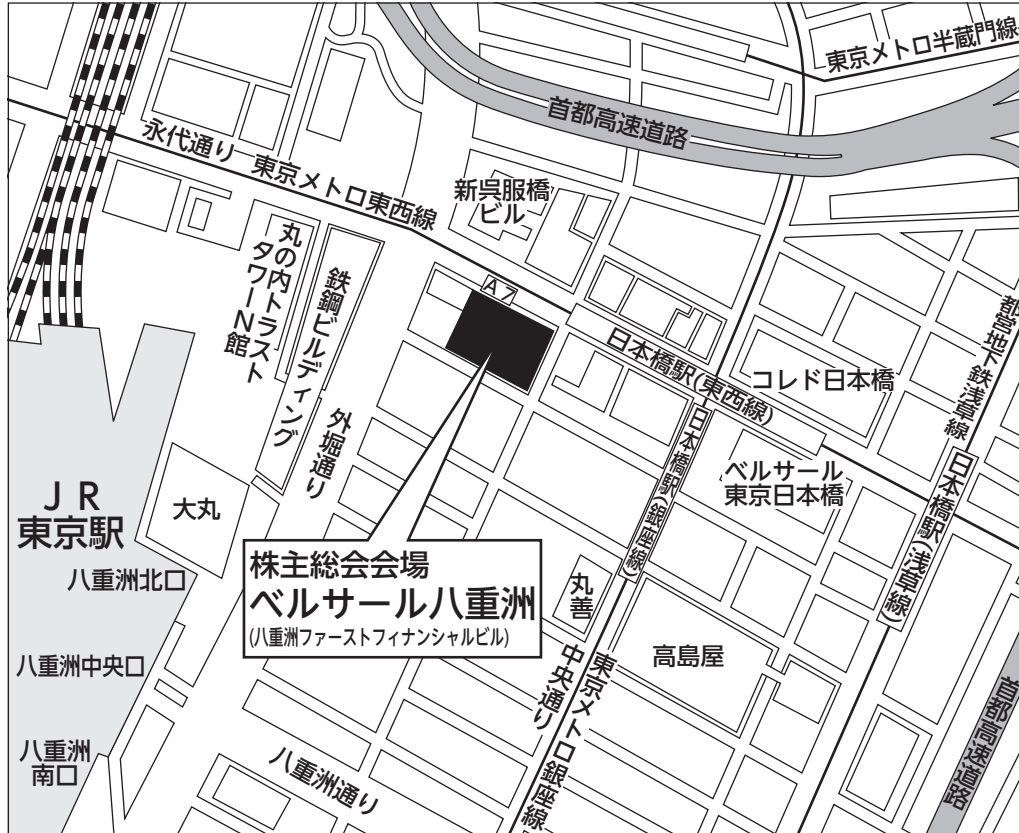 東京メトロ半蔵門線
首都高速道路
永代通り
東京メトロ東西線
新呉服橋
ビル
丸の内トラスト
タワーN館
鉄鋼ビルディング
外堀通り
A7
日本橋駅(東西線)
コレド日本橋
都営地下鉄浅草線
日本橋駅(銀座線)
ベルサール
東京日本橋
日本橋駅(浅草線)
JR
東京駅
大丸
八重洲北口
株主総会会場
ベルサール八重洲
(八重洲ファーストフィナンシャルビル)
丸善
高島屋
八重洲中央口
中央通り
東京メトロ銀座線
首都高速道路
八重洲
南口
八重洲通り